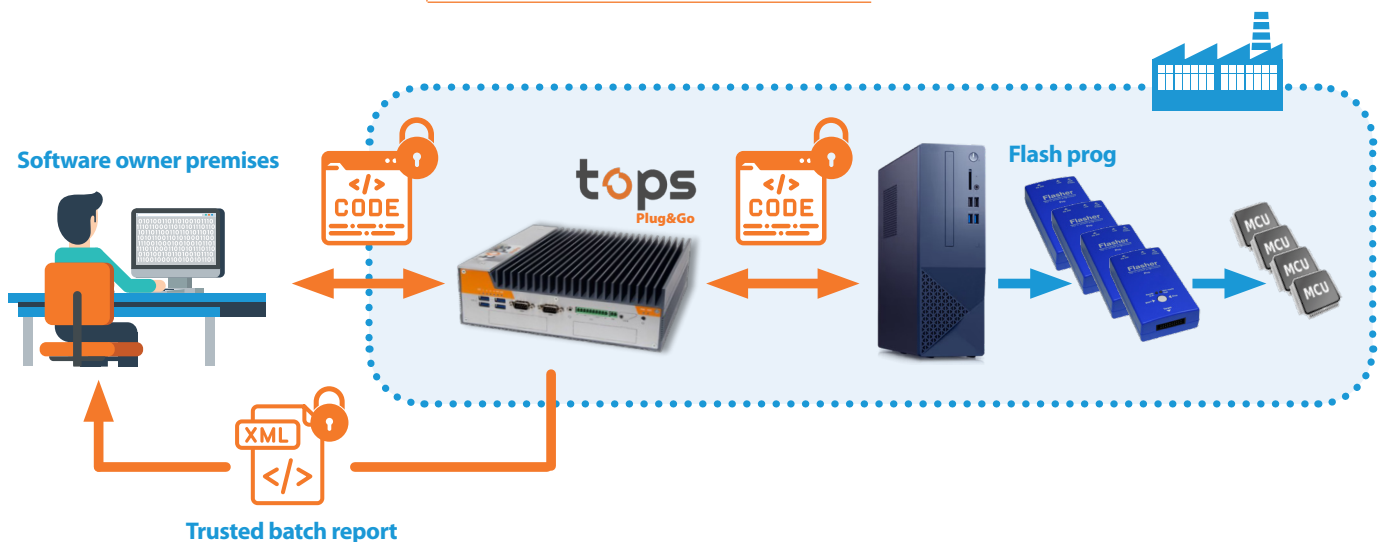 Software owner premises
</>
CODE
tops
Plug&Go
</>
CODE
Flash prog
Flasher
Flasher
Flasher
Flasher
MCU
MCU
MCU
MCU
XML
</>
Trusted batch report